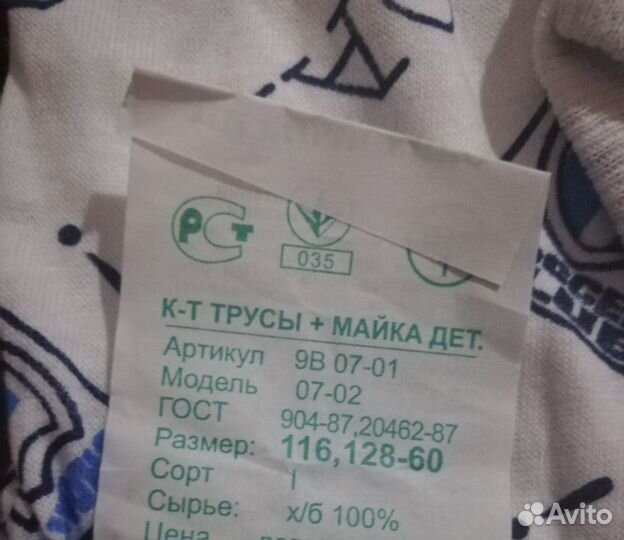 РСТ
035
К-Т ТРУСЫ + МАЙКА ДЕТ.
Артикул 9В 07-01
Модель 07-02
ГОСТ 904-87,20462-87
Размер: 116,128-60
Сорт I
Сырье: х/б 100%
Цена
Avito